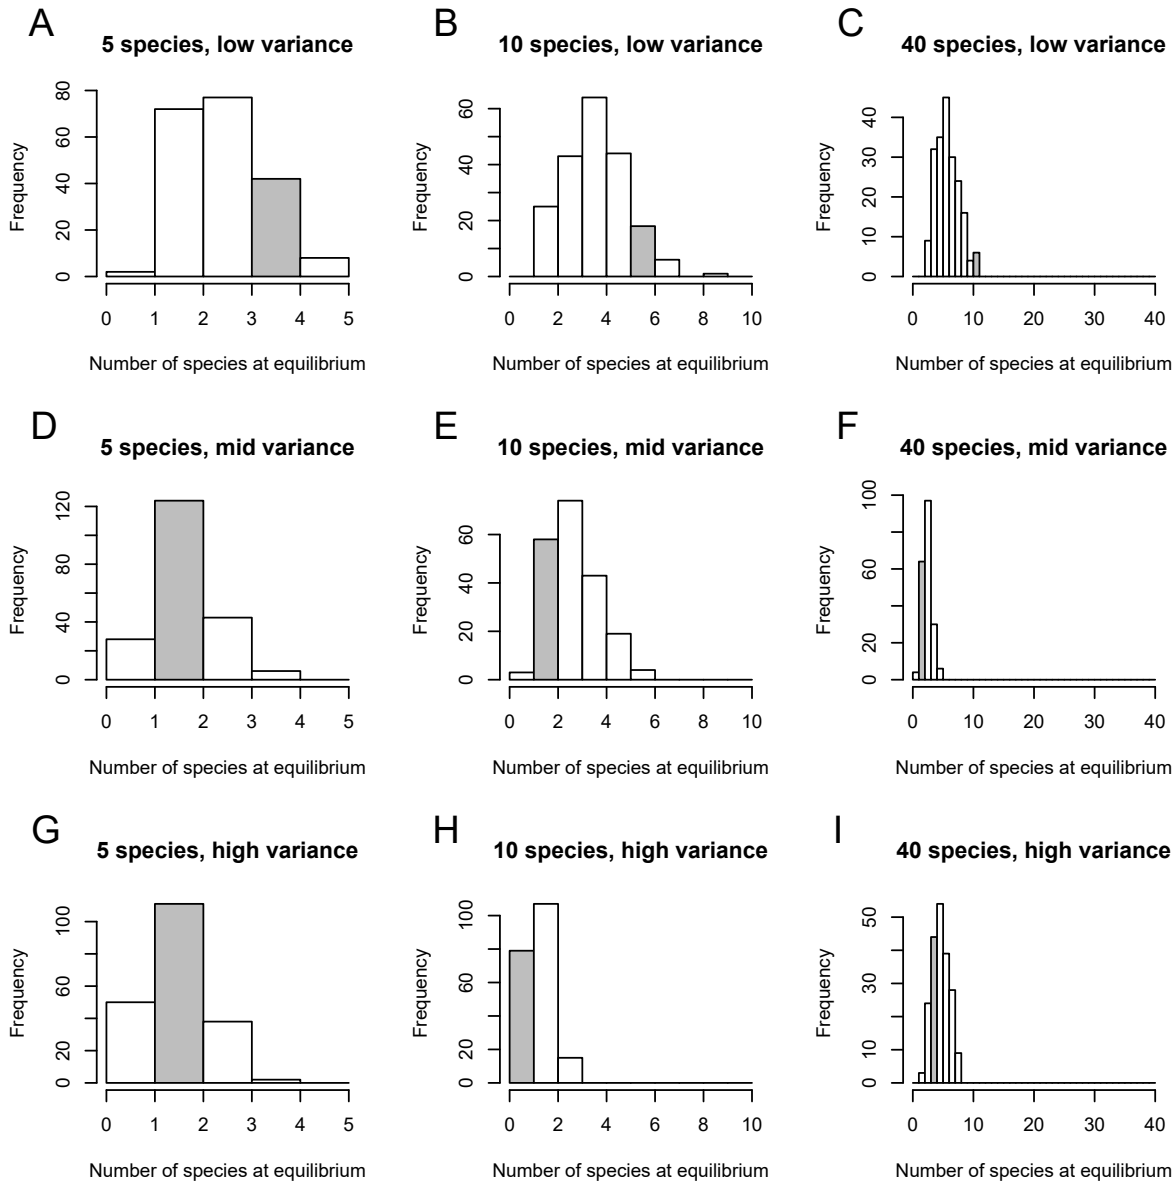 A
5 species, low variance
Frequency
0 20 40 60 80
0 1 2 3 4 5
Number of species at equilibrium
B
10 species, low variance
Frequency
0 20 40 60
0 2 4 6 8 10
Number of species at equilibrium
C
40 species, low variance
Frequency
0 10 20 30 40
0 10 20 30 40
Number of species at equilibrium
D
5 species, mid variance
Frequency
0 40 80 120
0 1 2 3 4 5
Number of species at equilibrium
E
10 species, mid variance
Frequency
0 20 40 60
0 2 4 6 8 10
Number of species at equilibrium
F
40 species, mid variance
Frequency
0 20 60 100
0 10 20 30 40
Number of species at equilibrium
G
5 species, high variance
Frequency
0 20 60 100
0 1 2 3 4 5
Number of species at equilibrium
H
10 species, high variance
Frequency
0 20 60 100
0 2 4 6 8 10
Number of species at equilibrium
I
40 species, high variance
Frequency
0 10 30 50
0 10 20 30 40
Number of species at equilibrium